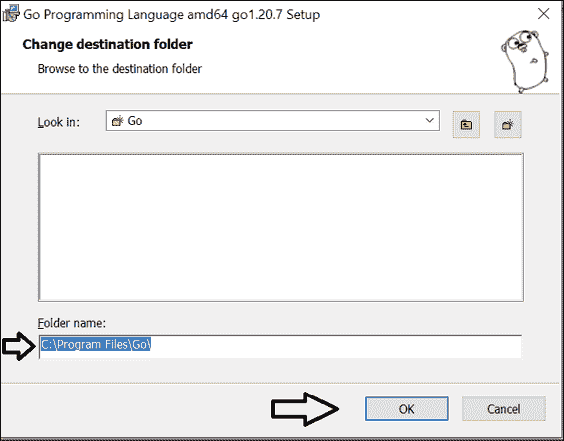 Go Programming Language amd64 go1.20.7 Setup
Change destination folder
Browse to the destination folder
Look in:
Go
Folder name:
C:\Program Files\Go\
OK
Cancel